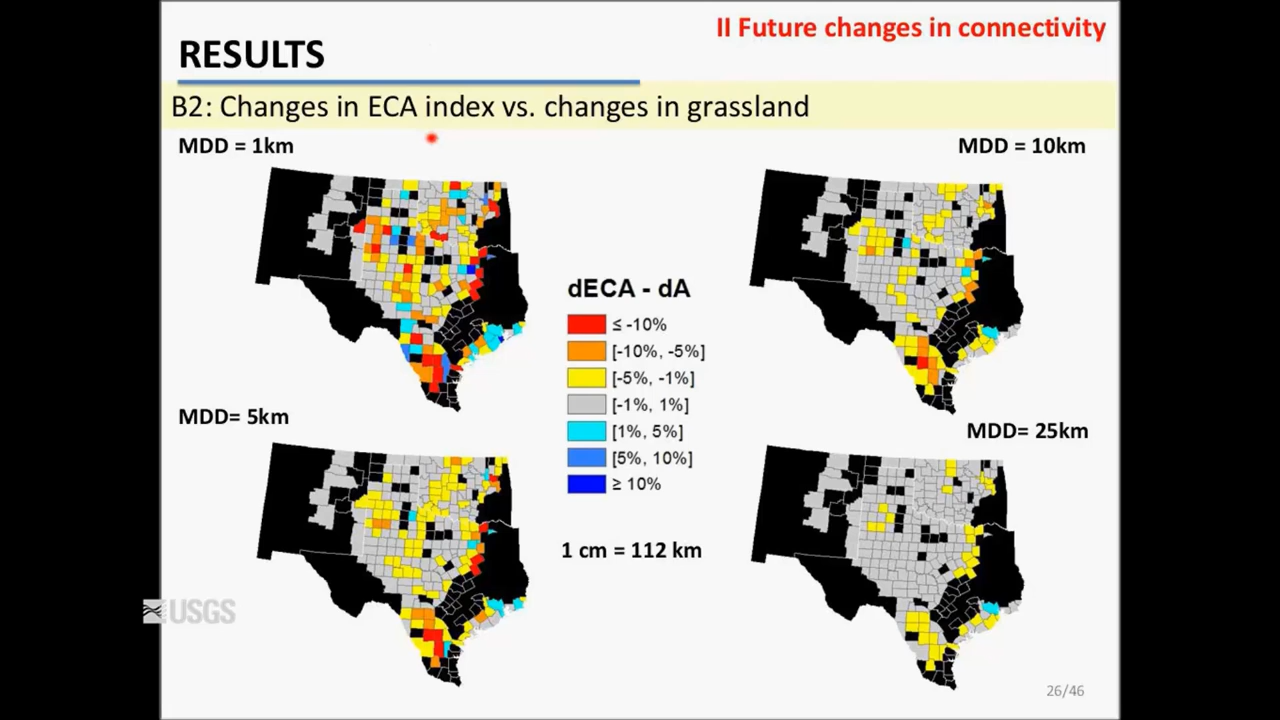 II Future changes in connectivity
RESULTS
B2: Changes in ECA index vs. changes in grassland
MDD = 1km
MDD = 10km
dECA - dA
≤ -10%
[-10%, -5%]
[-5%, -1%]
[-1%, 1%]
[1%, 5%]
[5%, 10%]
≥ 10%
MDD= 5km
MDD= 25km
1 cm = 112 km
USGS
26/46